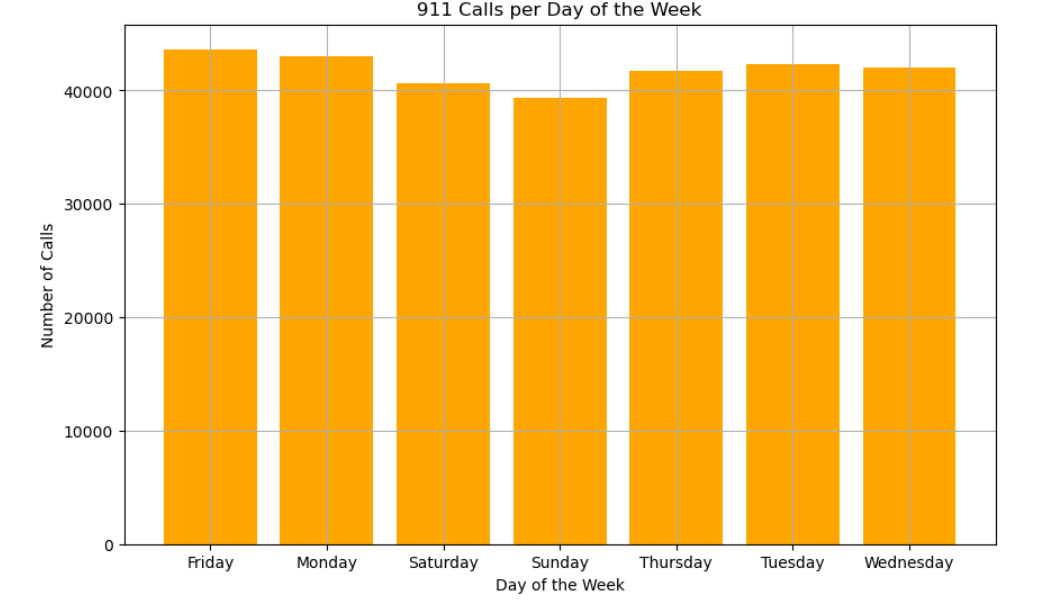 911 Calls per Day of the Week
40000
30000
20000
10000
0
Number of Calls
Friday Monday Saturday Sunday Thursday Tuesday Wednesday
Day of the Week